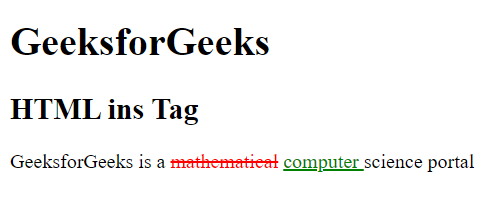 GeeksforGeeks
HTML ins Tag
GeeksforGeeks is a mathematical computer science portal